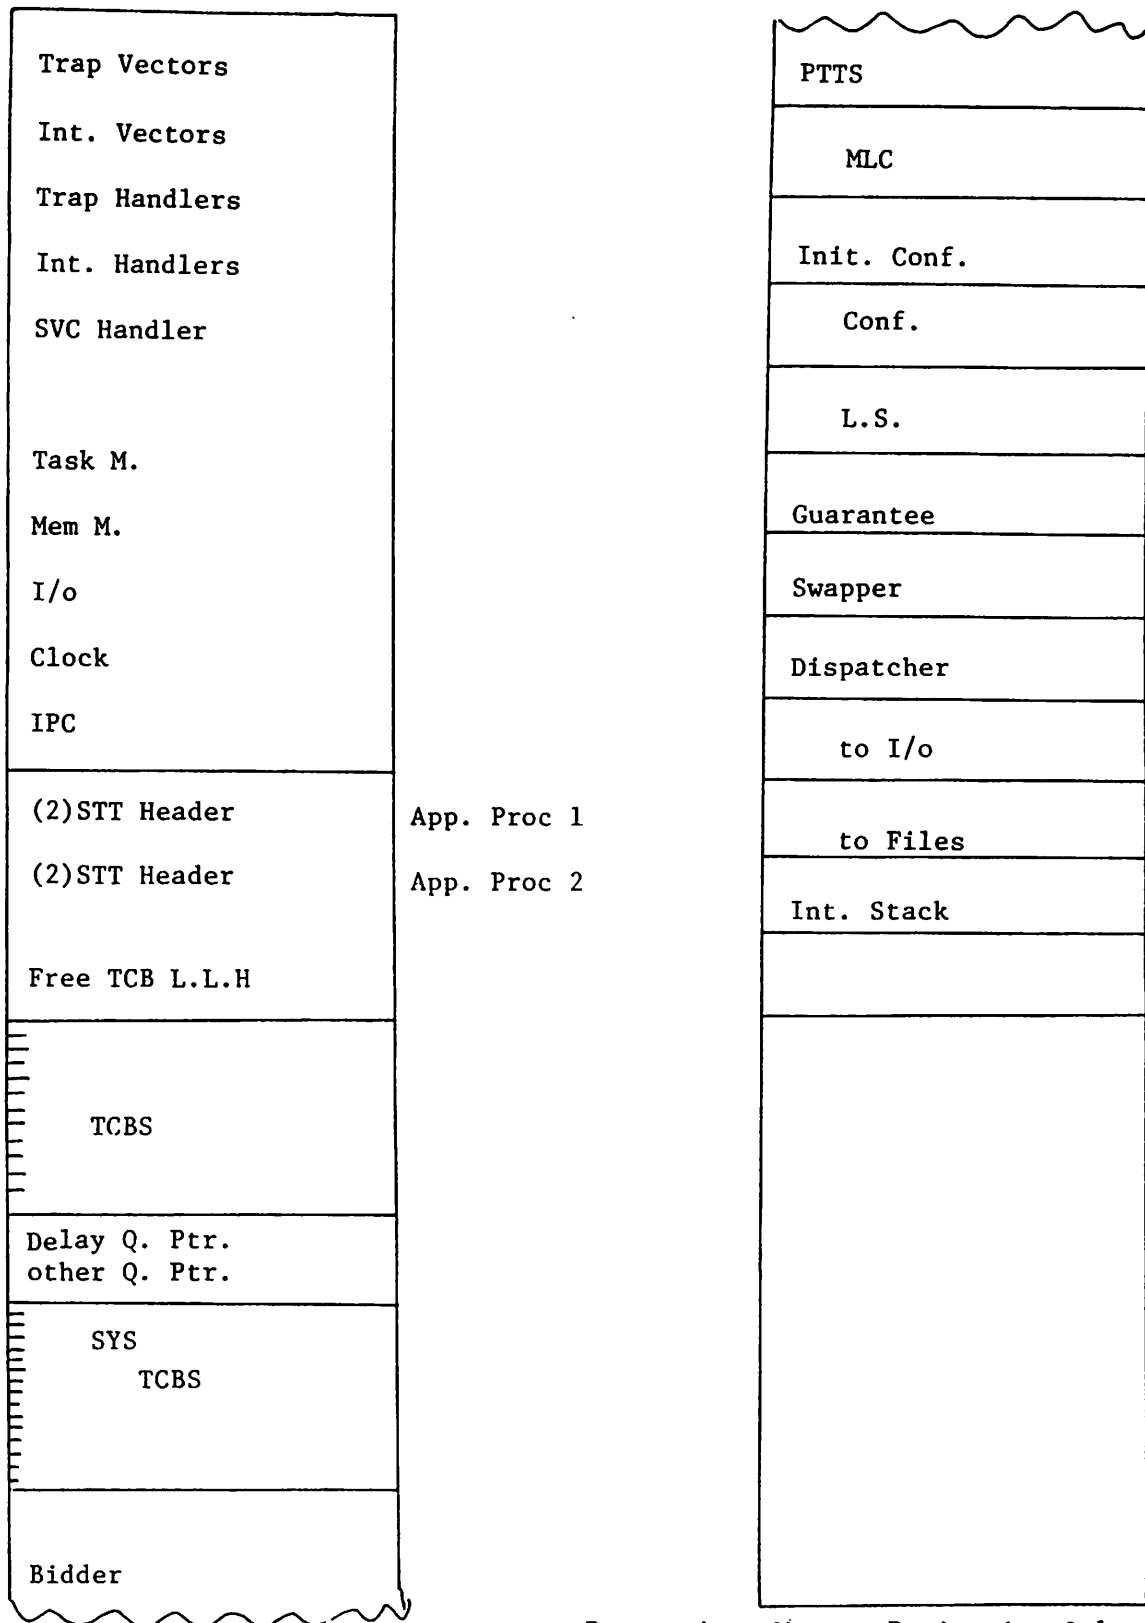 Trap Vectors
Int. Vectors
Trap Handlers
Int. Handlers
SVC Handler
Task M.
Mem M.
I/o
Clock
IPC
(2)STT Header App. Proc 1
(2)STT Header App. Proc 2
Free TCB L.L.H
TCBS
Delay Q. Ptr.
other Q. Ptr.
SYS
TCBS
Bidder
PTTS
MLC
Init. Conf.
Conf.
L.S.
Guarantee
Swapper
Dispatcher
to I/o
to Files
Int. Stack